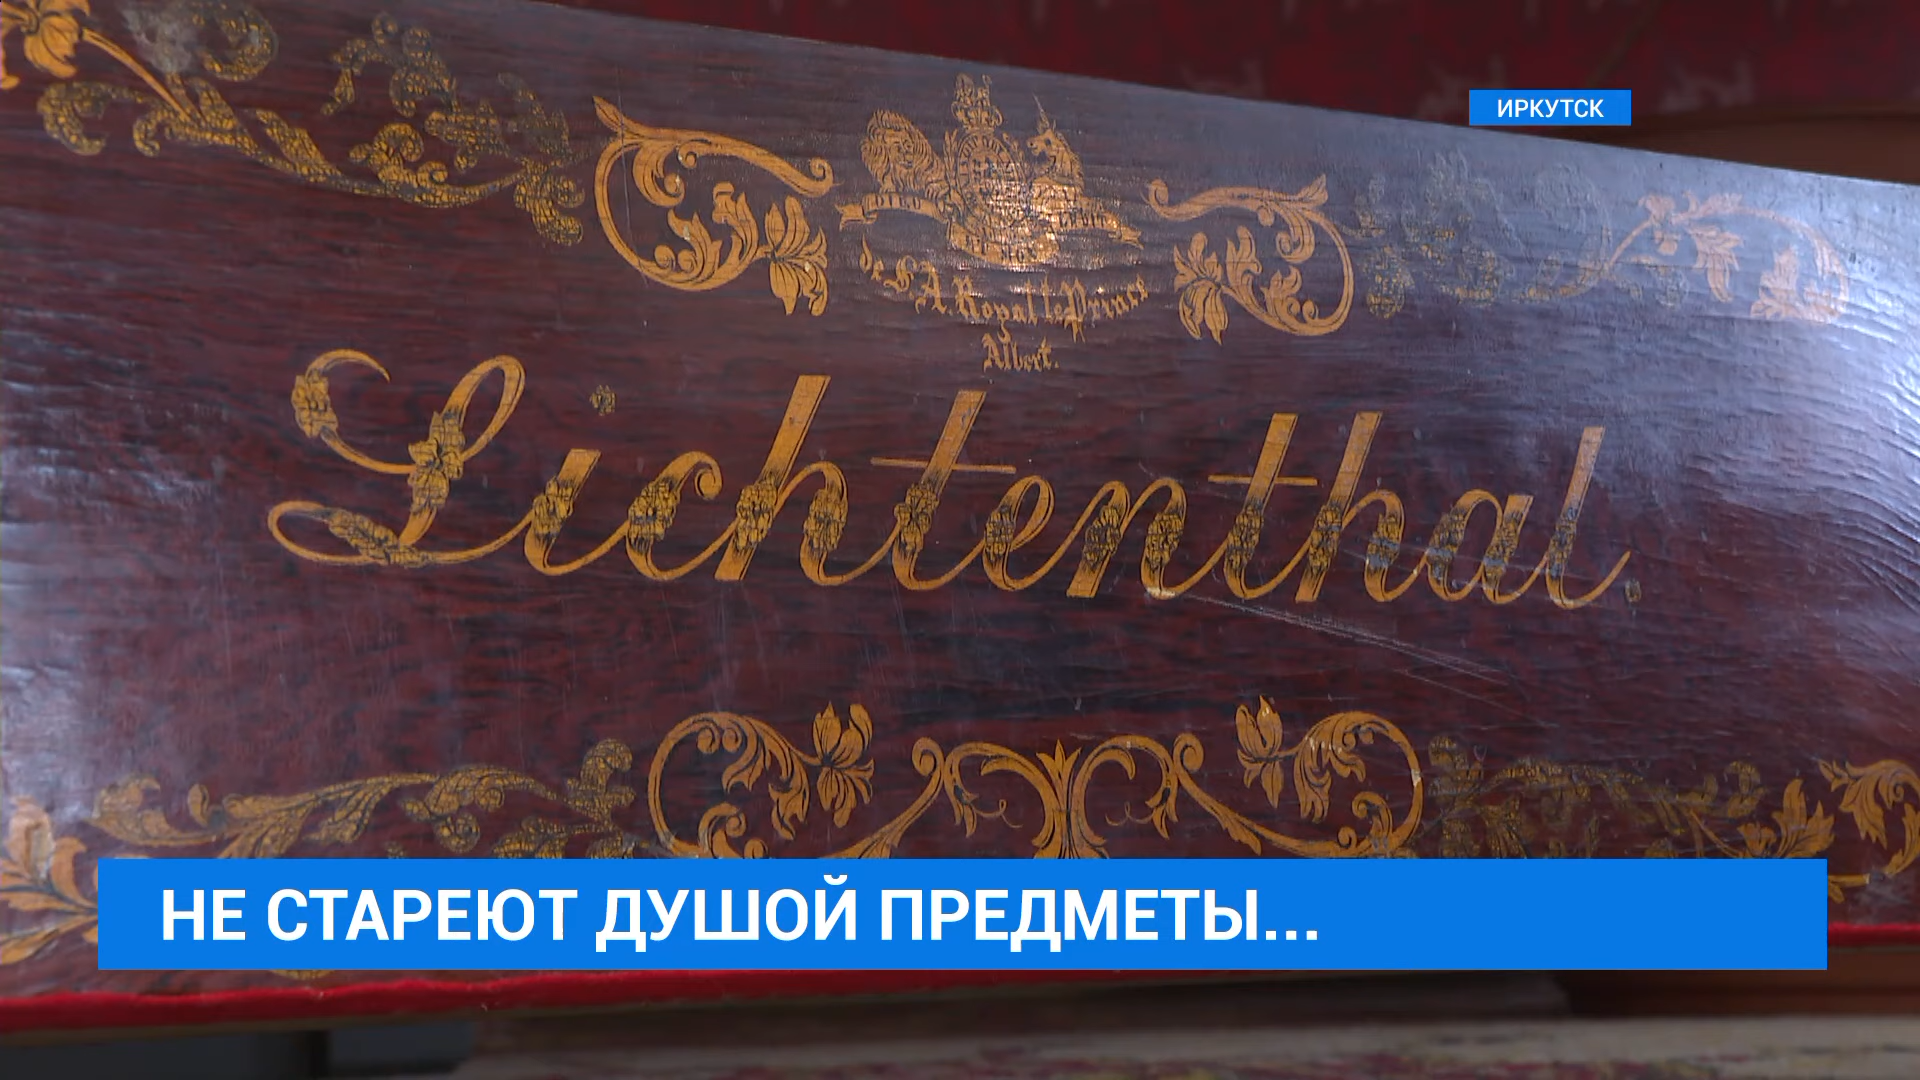 ИРКУТСК
de S.A. Royal le Prince
Albert.
Lichtenthal.
НЕ СТАРЕЮТ ДУШОЙ ПРЕДМЕТЫ...